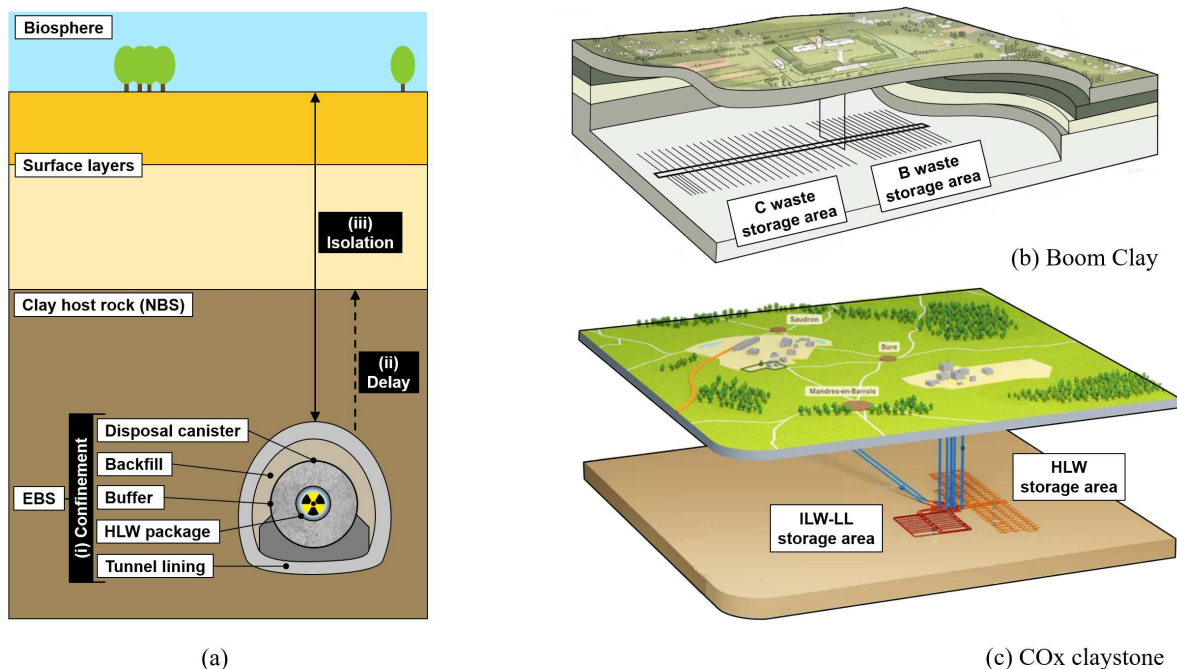 Biosphere
Surface layers
(iii)
Isolation
Clay host rock (NBS)
(ii)
Delay
EBS
(i) Confinement
Disposal canister
Backfill
Buffer
HLW package
Tunnel lining
(a)
C waste
storage area
B waste
storage area
(b) Boom Clay
Saudron
Bure
Mandres-en-Barrois
HLW
storage area
ILW-LL
storage area
(c) COx claystone